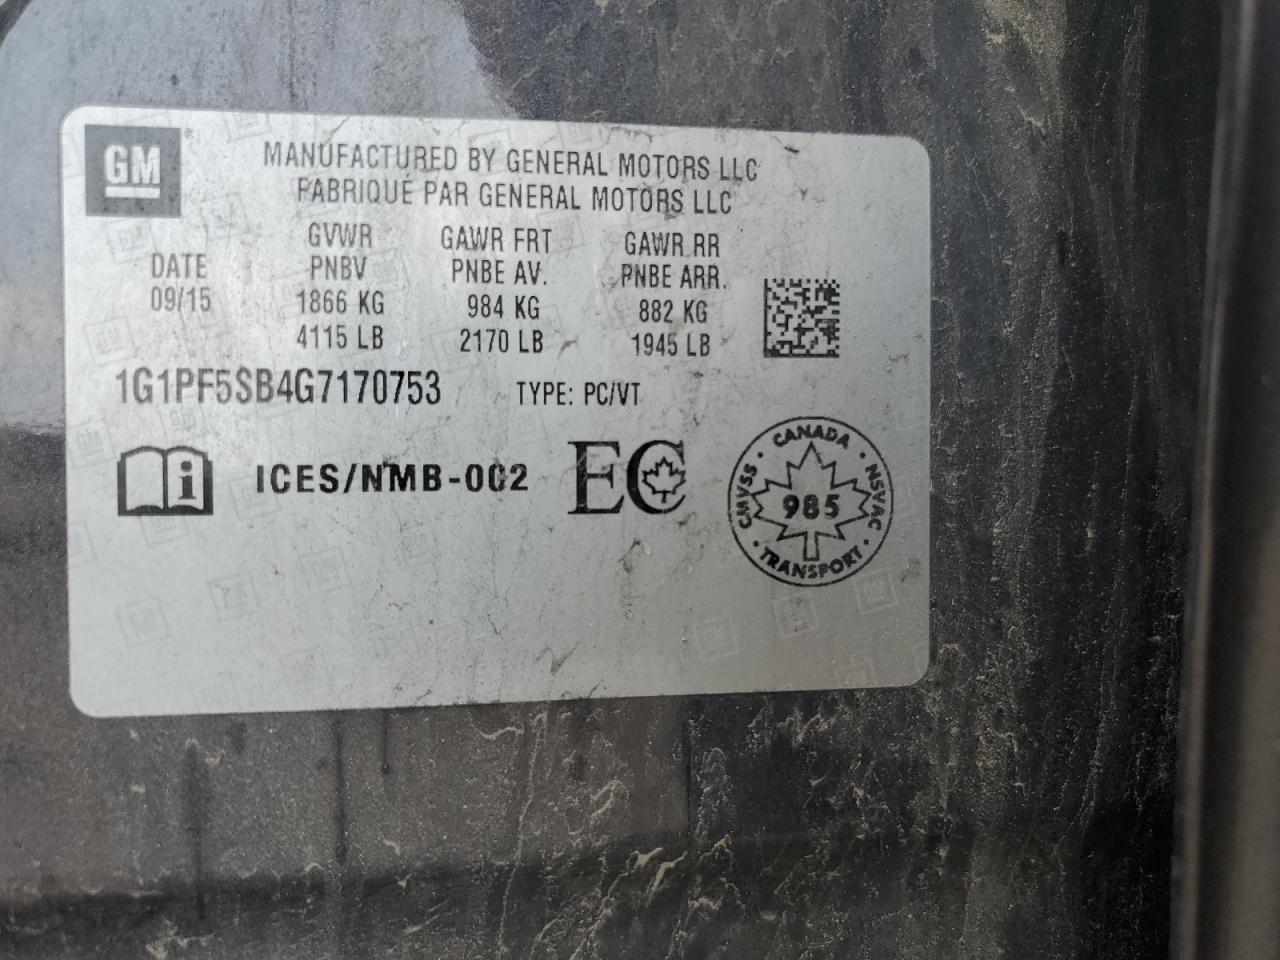 GM
MANUFACTURED BY GENERAL MOTORS LLC
FABRIQUÉ PAR GENERAL MOTORS LLC
DATE
09/15
GVWR
PNBV
1866 KG
4115 LB
GAWR FRT
PNBE AV.
984 KG
2170 LB
GAWR RR
PNBE ARR.
882 KG
1945 LB
1G1PF5SB4G7170753 TYPE: PC/VT
i ICES/NMB-002 EC
CANADA
CMVSS 985 NSVAC
TRANSPORT